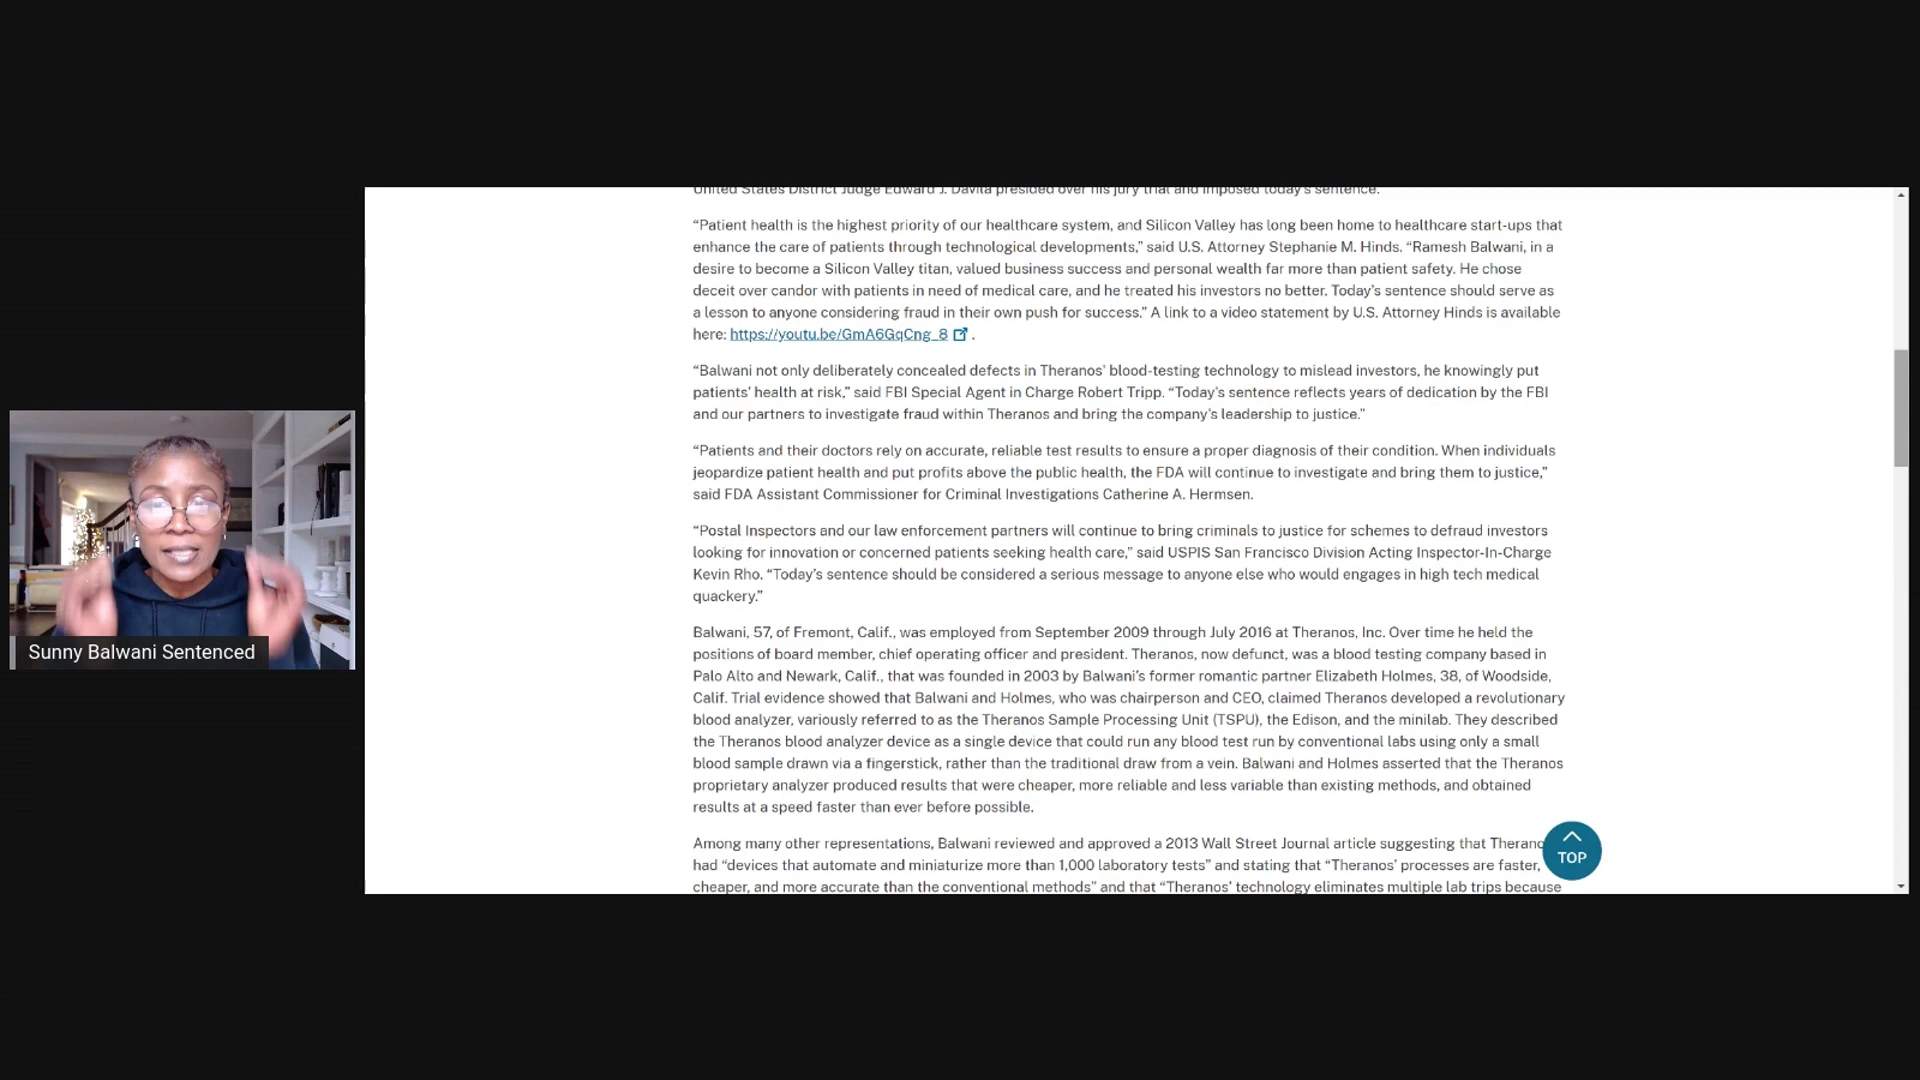 United States District Judge Edward J. Davila presided over his jury trial and imposed today's sentence.
“Patient health is the highest priority of our healthcare system, and Silicon Valley has long been home to healthcare start-ups that
enhance the care of patients through technological developments,” said U.S. Attorney Stephanie M. Hinds. “Ramesh Balwani, in a
desire to become a Silicon Valley titan, valued business success and personal wealth far more than patient safety. He chose
deceit over candor with patients in need of medical care, and he treated his investors no better. Today's sentence should serve as
a lesson to anyone considering fraud in their own push for success.” A link to a video statement by U.S. Attorney Hinds is available
here: https://youtu.be/GmA6GqCng_8 .
“Balwani not only deliberately concealed defects in Theranos’ blood-testing technology to mislead investors, he knowingly put
patients’ health at risk,” said FBI Special Agent in Charge Robert Tripp. “Today's sentence reflects years of dedication by the FBI
and our partners to investigate fraud within Theranos and bring the company's leadership to justice.”
“Patients and their doctors rely on accurate, reliable test results to ensure a proper diagnosis of their condition. When individuals
jeopardize patient health and put profits above the public health, the FDA will continue to investigate and bring them to justice,”
said FDA Assistant Commissioner for Criminal Investigations Catherine A. Hermsen.
“Postal Inspectors and our law enforcement partners will continue to bring criminals to justice for schemes to defraud investors
looking for innovation or concerned patients seeking health care,” said USPIS San Francisco Division Acting Inspector-In-Charge
Kevin Rho. “Today’s sentence should be considered a serious message to anyone else who would engages in high tech medical
quackery.”
Balwani, 57, of Fremont, Calif., was employed from September 2009 through July 2016 at Theranos, Inc. Over time he held the
positions of board member, chief operating officer and president. Theranos, now defunct, was a blood testing company based in
Palo Alto and Newark, Calif., that was founded in 2003 by Balwani’s former romantic partner Elizabeth Holmes, 38, of Woodside,
Calif. Trial evidence showed that Balwani and Holmes, who was chairperson and CEO, claimed Theranos developed a revolutionary
blood analyzer, variously referred to as the Theranos Sample Processing Unit (TSPU), the Edison, and the minilab. They described
the Theranos blood analyzer device as a single device that could run any blood test run by conventional labs using only a small
blood sample drawn via a fingerstick, rather than the traditional draw from a vein. Balwani and Holmes asserted that the Theranos
proprietary analyzer produced results that were cheaper, more reliable and less variable than existing methods, and obtained
results at a speed faster than ever before possible.
Among many other representations, Balwani reviewed and approved a 2013 Wall Street Journal article suggesting that Therano
had “devices that automate and miniaturize more than 1,000 laboratory tests” and stating that “Theranos’ processes are faster,
cheaper, and more accurate than the conventional methods” and that “Theranos’ technology eliminates multiple lab trips because
TOP
Sunny Balwani Sentenced